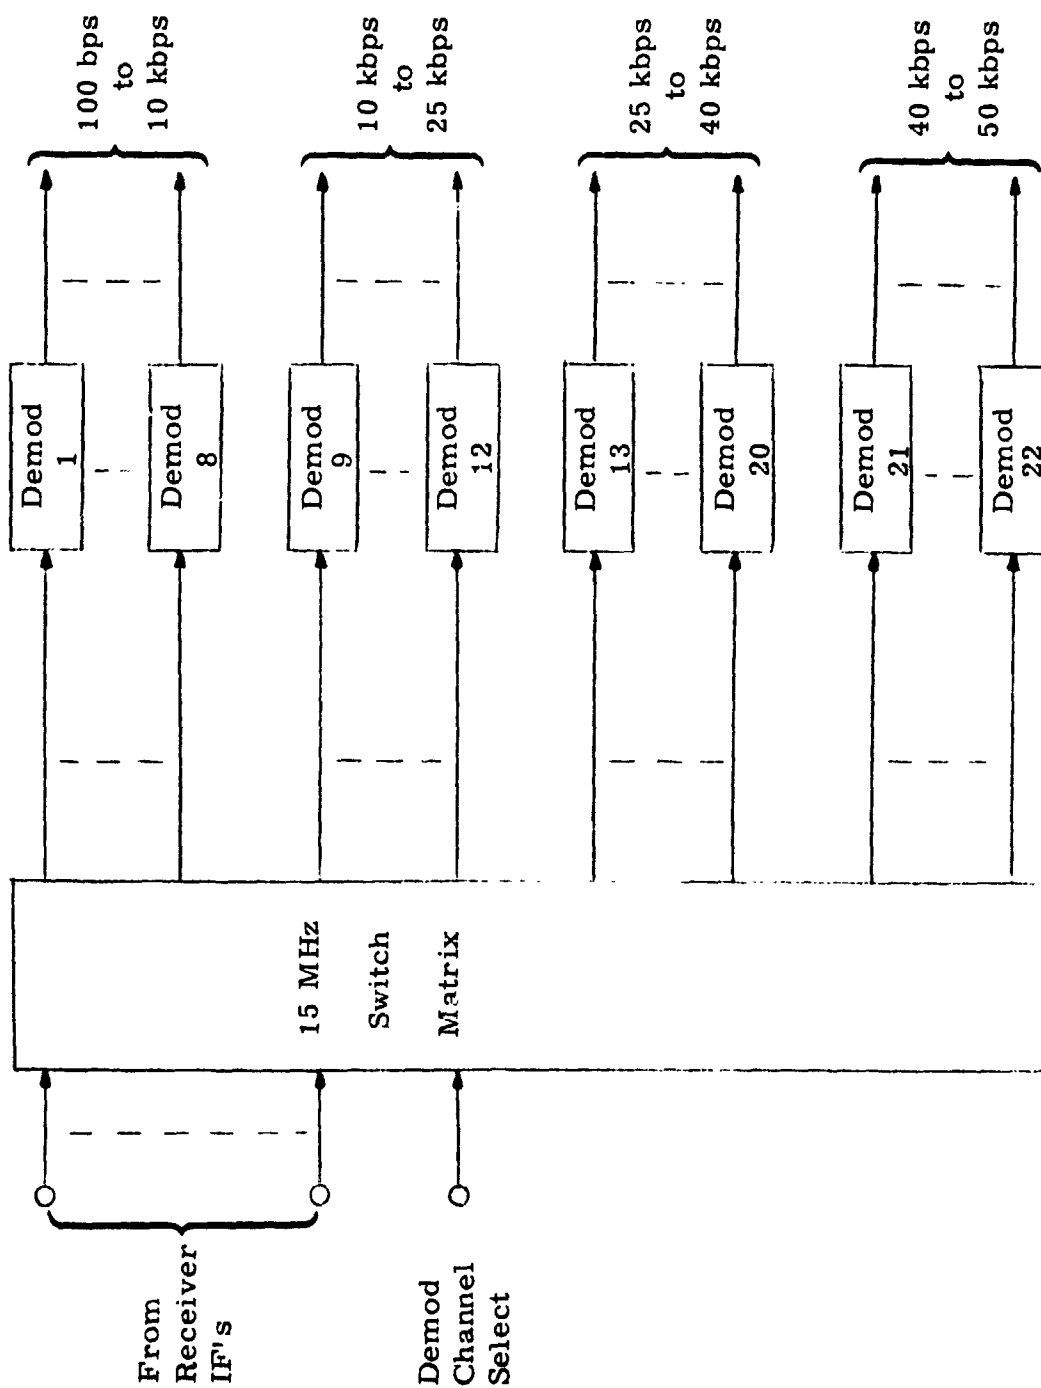 From
Receiver
IF's
Demod
Channel
Select
15 MHz
Switch
Matrix
Demod
1
Demod
8
Demod
9
Demod
12
Demod
13
Demod
20
Demod
21
Demod
22
100 bps
to
10 kbps
10 kbps
to
25 kbps
25 kbps
to
40 kbps
40 kbps
to
50 kbps